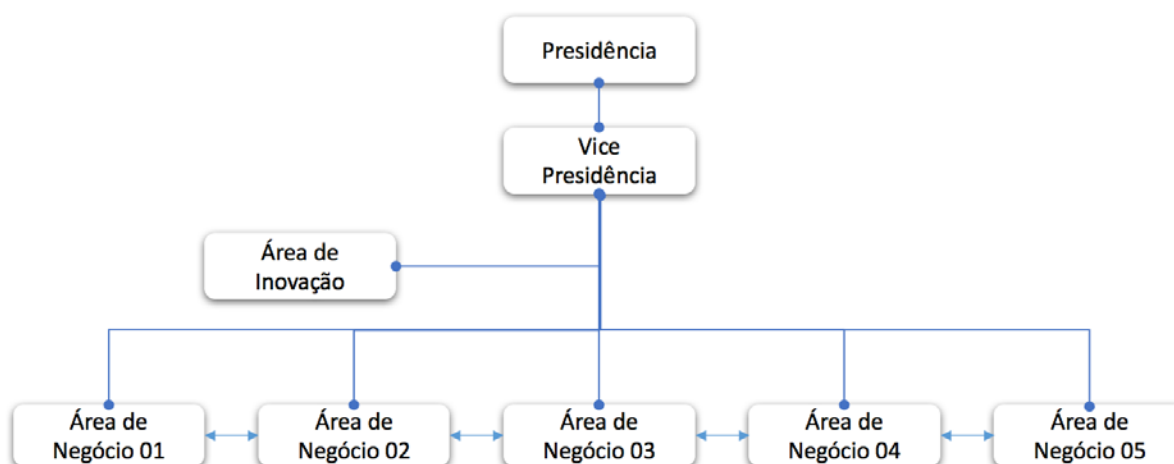 Presidência
Vice
Presidência
Área de
Inovação
Área de
Negócio 01
Área de
Negócio 02
Área de
Negócio 03
Área de
Negócio 04
Área de
Negócio 05